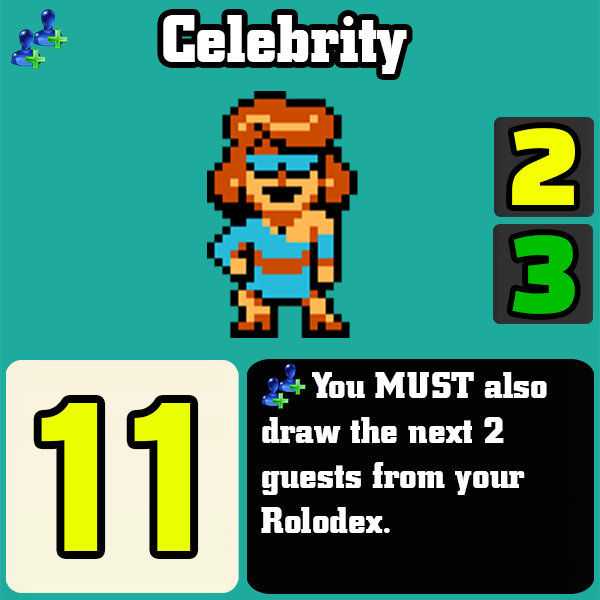 Celebrity
2
3
11
You MUST also
draw the next 2
guests from your
Rolodex.